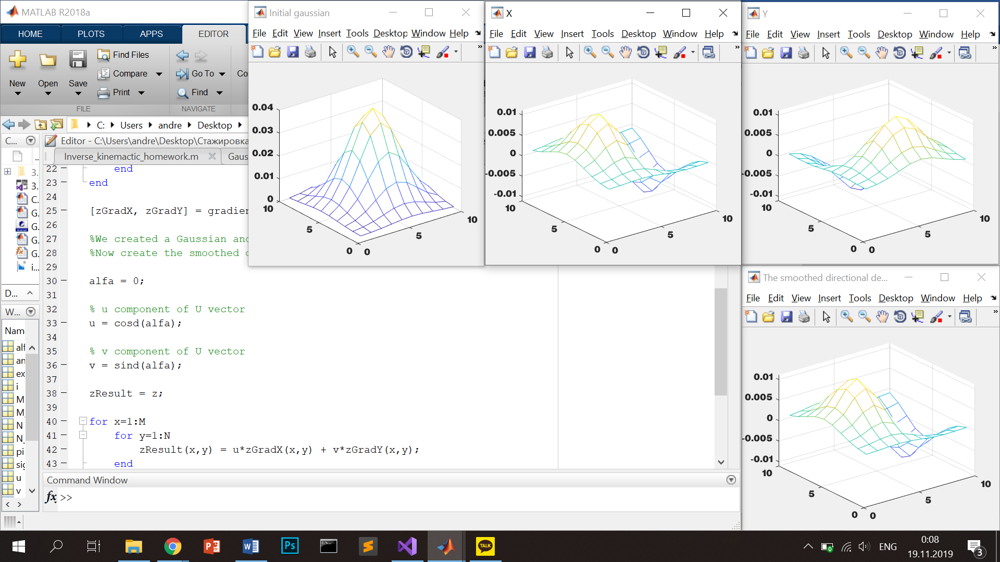 MATLAB R2018a
HOME PLOTS APPS EDITOR
New Open Save
Find Files
Compare
Print
FILE
Go To
Find
NAVIGATE
Co
C: Users andre Desktop
C...
3.
3.
C.
G.
G.
G.
G.
i...
D...
W...
Nam
alf
an
ex
i
M
M_
N
N_
pi
sig
u
v
Editor - C:\Users\andre\Desktop\Стажировка
Inverse_kinemactic_homework.m
Gaus
22 end
23 end
24
25 [zGradX, zGradY] = gradien
26
27 %We created a Gaussian and
28 %Now create the smoothed d
29
30 alfa = 0;
31
32 % u component of U vector
33 u = cosd(alfa);
34
35 % v component of U vector
36 v = sind(alfa);
37
38 zResult = z;
39
40 for x=1:M
41 for y=1:N
42 zResult(x,y) = u*zGradX(x,y) + v*zGradY(x,y);
43 end
Command Window
fx >>
Initial gaussian
File Edit View Insert Tools Desktop Window Help
0.04
0.03
0.02
0.01
0
10
5
0
0
5
10
X
File Edit View Insert Tools Desktop Window Help
0.01
0.005
0
-0.005
-0.01
10
5
0
0
5
10
Y
File Edit View Insert Tools Desktop Window Help
0.01
0.005
0
-0.005
-0.01
10
5
0
0
5
10
The smoothed directional de...
File Edit View Insert Tools Desktop Window Help
0.01
0.005
0
-0.005
-0.01
10
5
0
0
5
10
Ps
TALK
ENG
0:08
19.11.2019
3